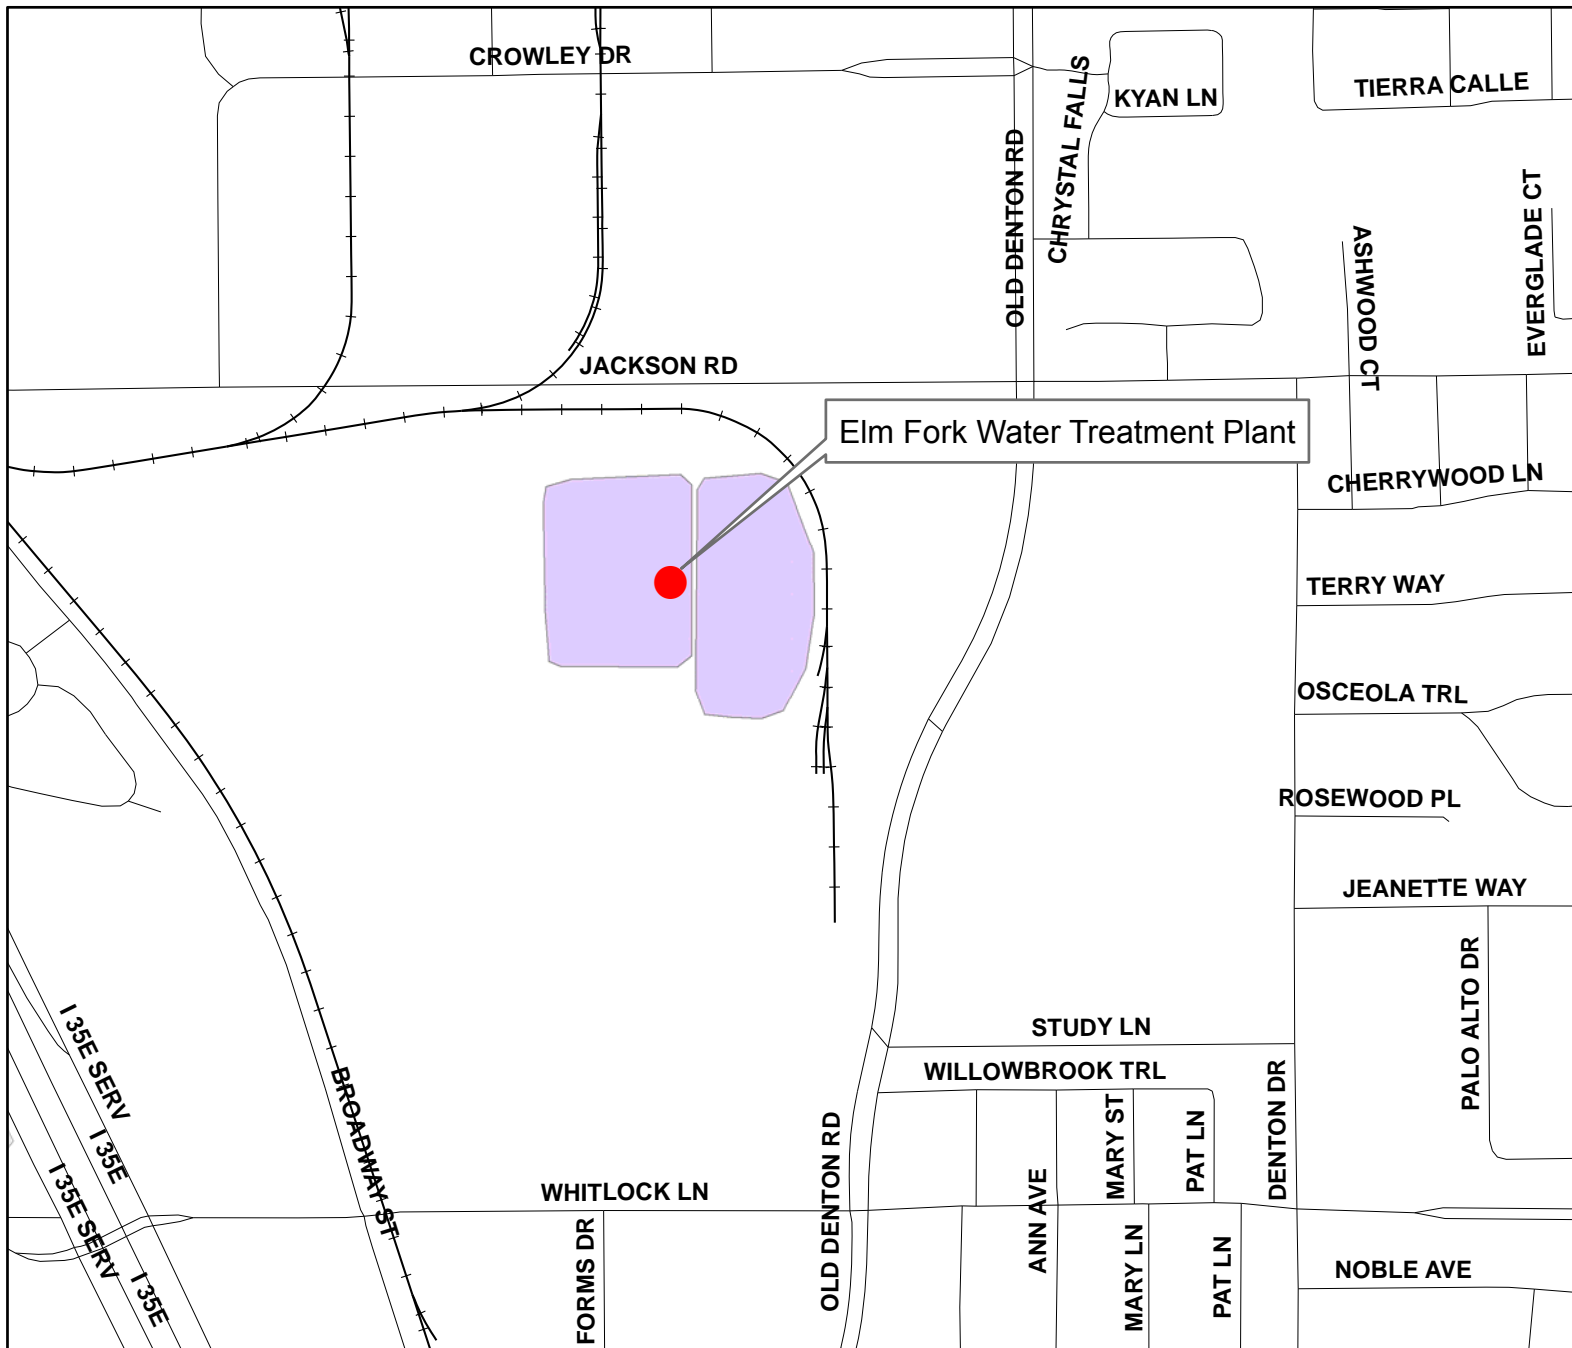 CROWLEY DR
CHRYSTAL FALLS
KYAN LN
TIERRA CALLE
OLD DENTON RD
EVERGLADE CT
ASHWOOD CT
JACKSON RD
Elm Fork Water Treatment Plant
CHERRYWOOD LN
TERRY WAY
OSCEOLA TRL
ROSEWOOD PL
JEANETTE WAY
PALO ALTO DR
I 35E SERV
STUDY LN
WILLOWBROOK TRL
DENTON DR
BROADWAY ST
MARY ST
PAT LN
I 35E
OLD DENTON RD
I 35E SERV
WHITLOCK LN
ANN AVE
FORMS DR
MARY LN
PAT LN
NOBLE AVE
I 35E